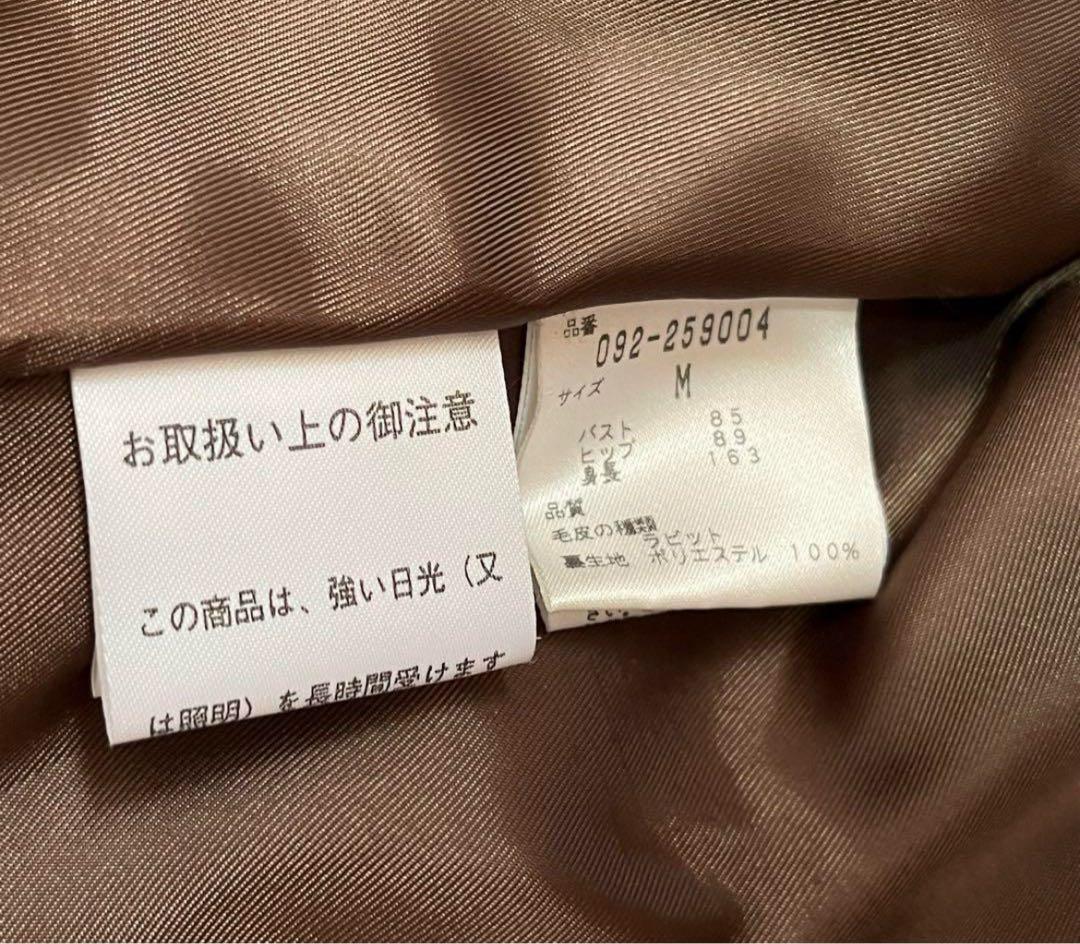 お取扱い上の御注意
この商品は、強い日光（又
は照明）を長時間受けます
品番 092-259004
サイズ M
バスト 85
ヒップ 89
身長 163
品質
毛皮の種類 ラビット
裏生地 ポリエステル 100%
さい。